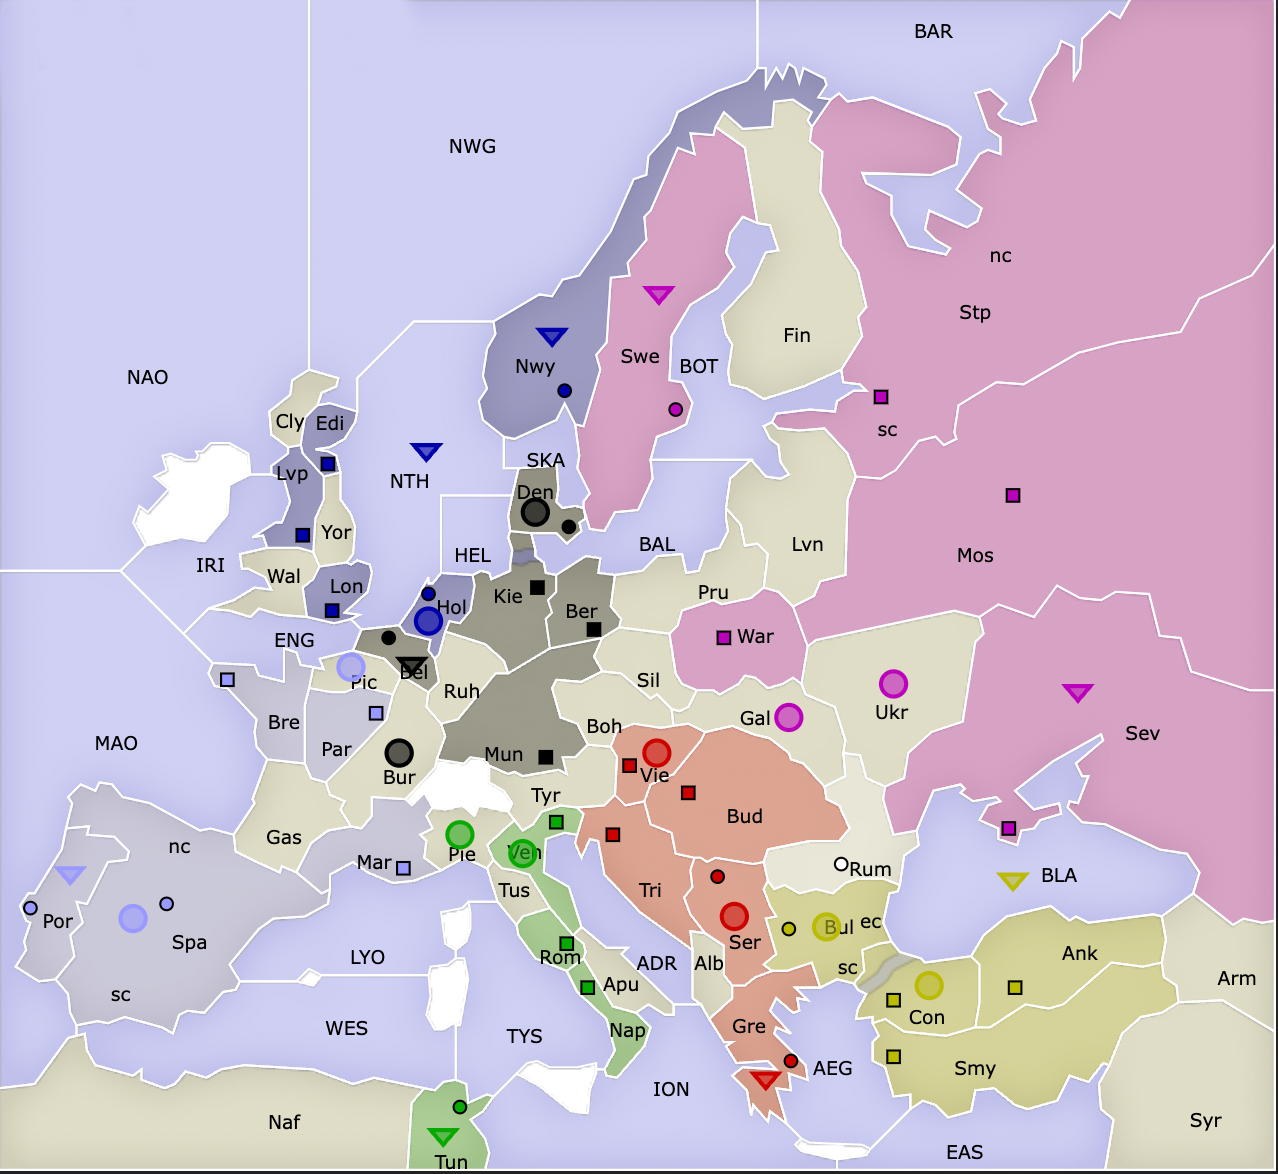 BAR
NWG
nc
Stp
Fin
Swe
BOT
Nwy
NAO
Cly
Edi
sc
SKA
Lvp
NTH
Den
Yor
BAL
Lvn
HEL
Mos
IRI
Wal
Lon
Kie
Pru
Hol
Ber
ENG
War
Bel
Pic
Ruh
Sil
Gal
Ukr
Bre
Boh
Sev
MAO
Par
Mun
Vie
Bur
Tyr
Bud
Gas
nc
Pie
Ven
Mar
Rum
BLA
Tus
Tri
Por
Bul
ec
Spa
Ser
Ank
LYO
Rom
ADR
Alb
sc
Arm
Apu
sc
Con
WES
TYS
Nap
Gre
AEG
Smy
ION
Naf
Syr
EAS
Tun